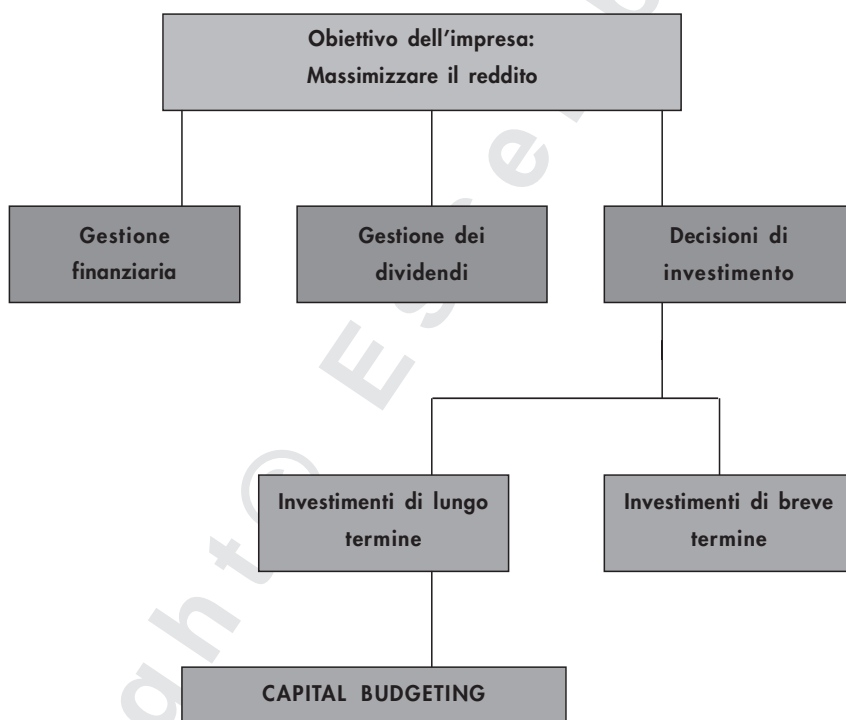 Obiettivo dell'impresa:
Massimizzare il reddito
Gestione
finanziaria
Gestione dei
dividendi
Decisioni di
investimento
Investimenti di lungo
termine
Investimenti di breve
termine
CAPITAL BUDGETING